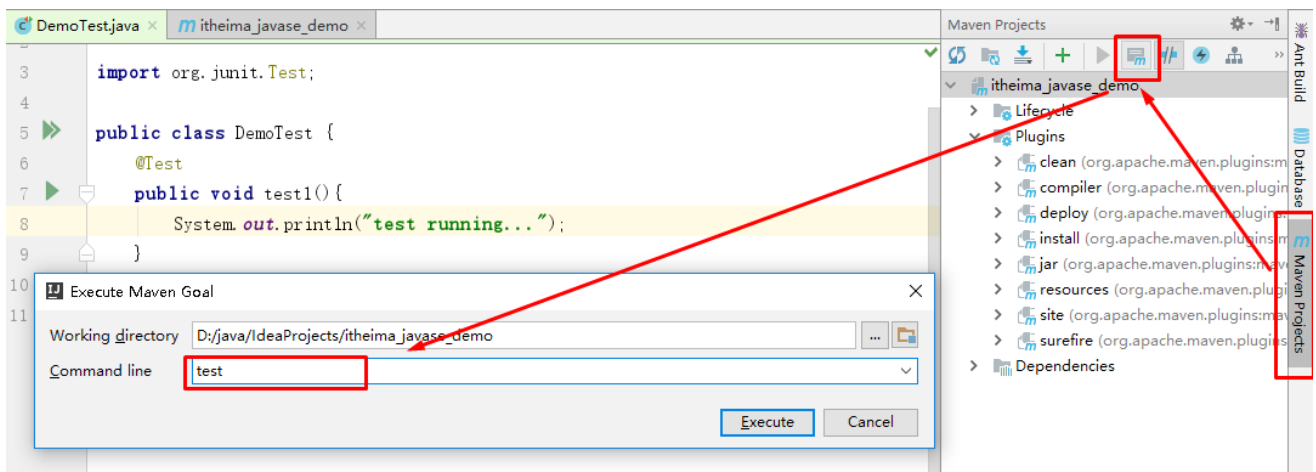 DemoTest.java
itheima_javase_demo
3 import org.junit.Test;
4
5 public class DemoTest {
6 @Test
7 public void test1(){
8 System.out.println("test running...");
9 }
10
11
Execute Maven Goal
Working directory D:/java/IdeaProjects/itheima_javase_demo ...
Command line test
Execute Cancel
Maven Projects
itheima_javase_demo
Lifecycle
Plugins
clean (org.apache.maven.plugins:m
compiler (org.apache.maven.plugin
deploy (org.apache.maven.plugins:
install (org.apache.maven.plugins:m
jar (org.apache.maven.plugins:mav
resources (org.apache.maven.plugi
site (org.apache.maven.plugins:mav
surefire (org.apache.maven.plugins
Dependencies
Ant Build
Database
Maven Projects